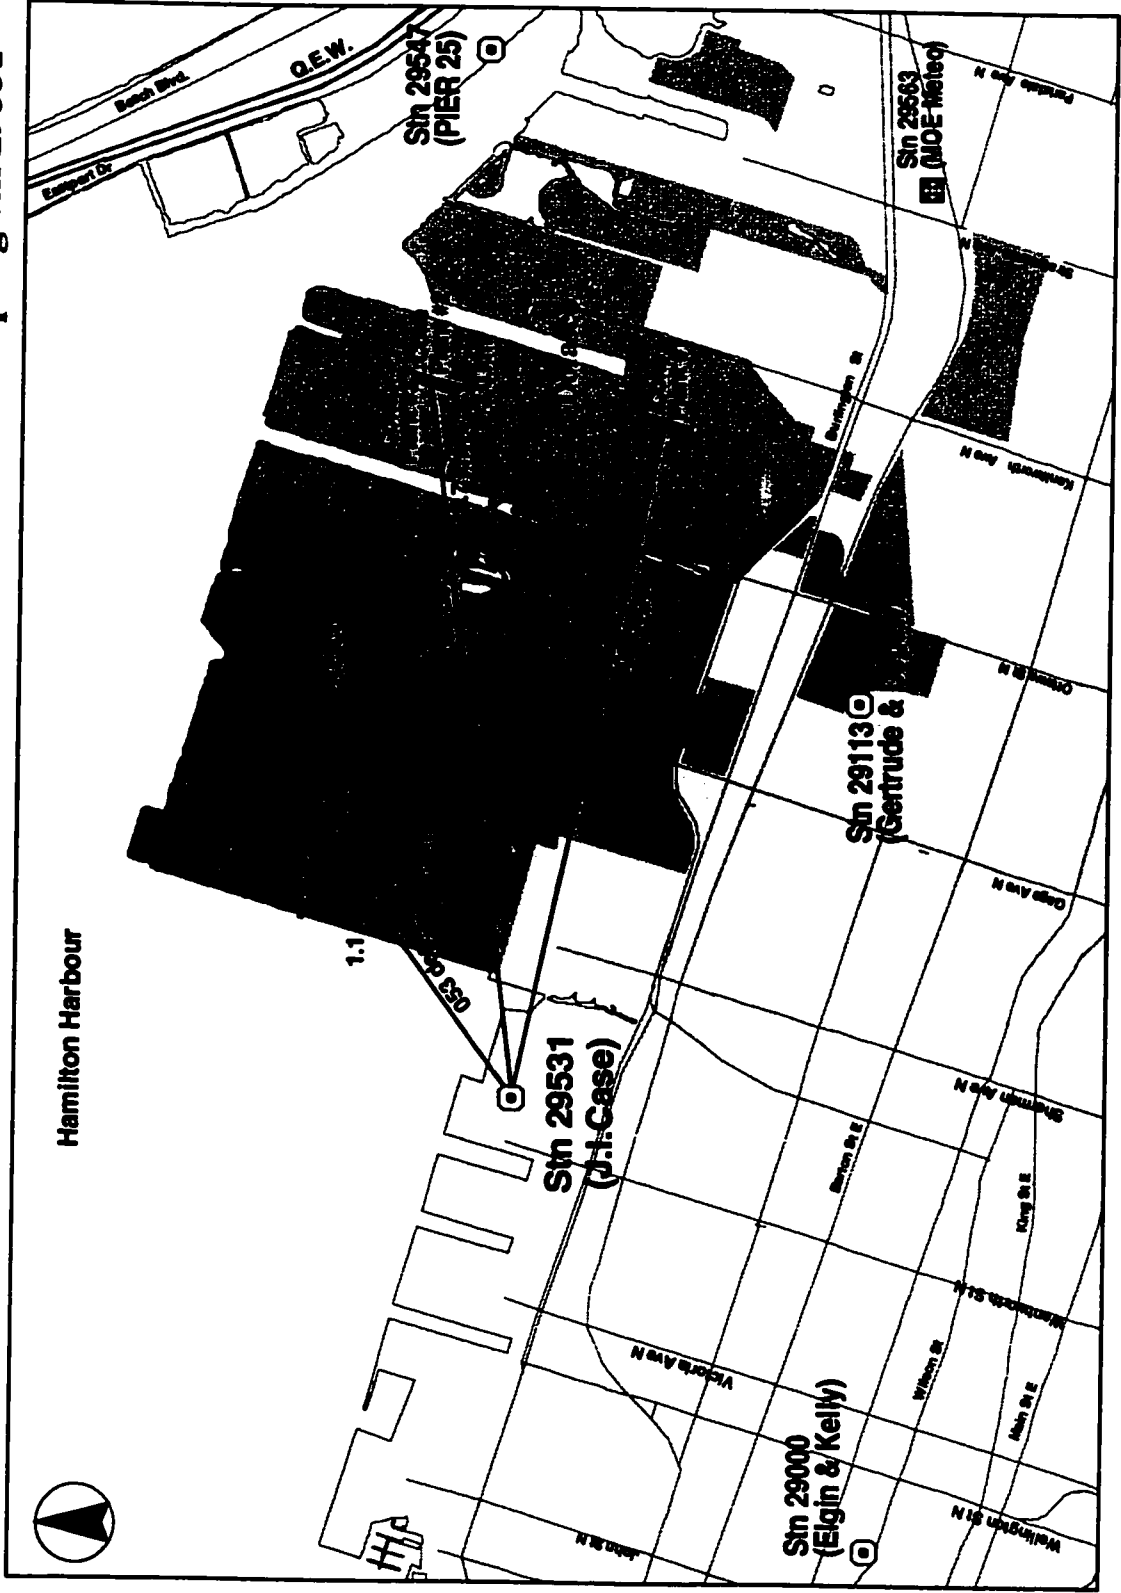 Hamilton Harbour
Beach Blvd.
Q.E.W.
Eastport Dr
Stn 29547
(PIER 25)
Stn 29563
(MOE Meteo)
Parkdale Ave N
1.1
053 de
Stn 29531
(J.I.Case)
Burlington St
Kenilworth Ave N
Ottawa St N
Stn 29113
(Gertrude &
Gage Ave N
Sherman Ave N
Barton St E
King St E
Wentworth St N
Victoria Ave N
Wilson St
Main St E
Stn 29000
(Elgin & Kelly)
John St N
Wellington St N